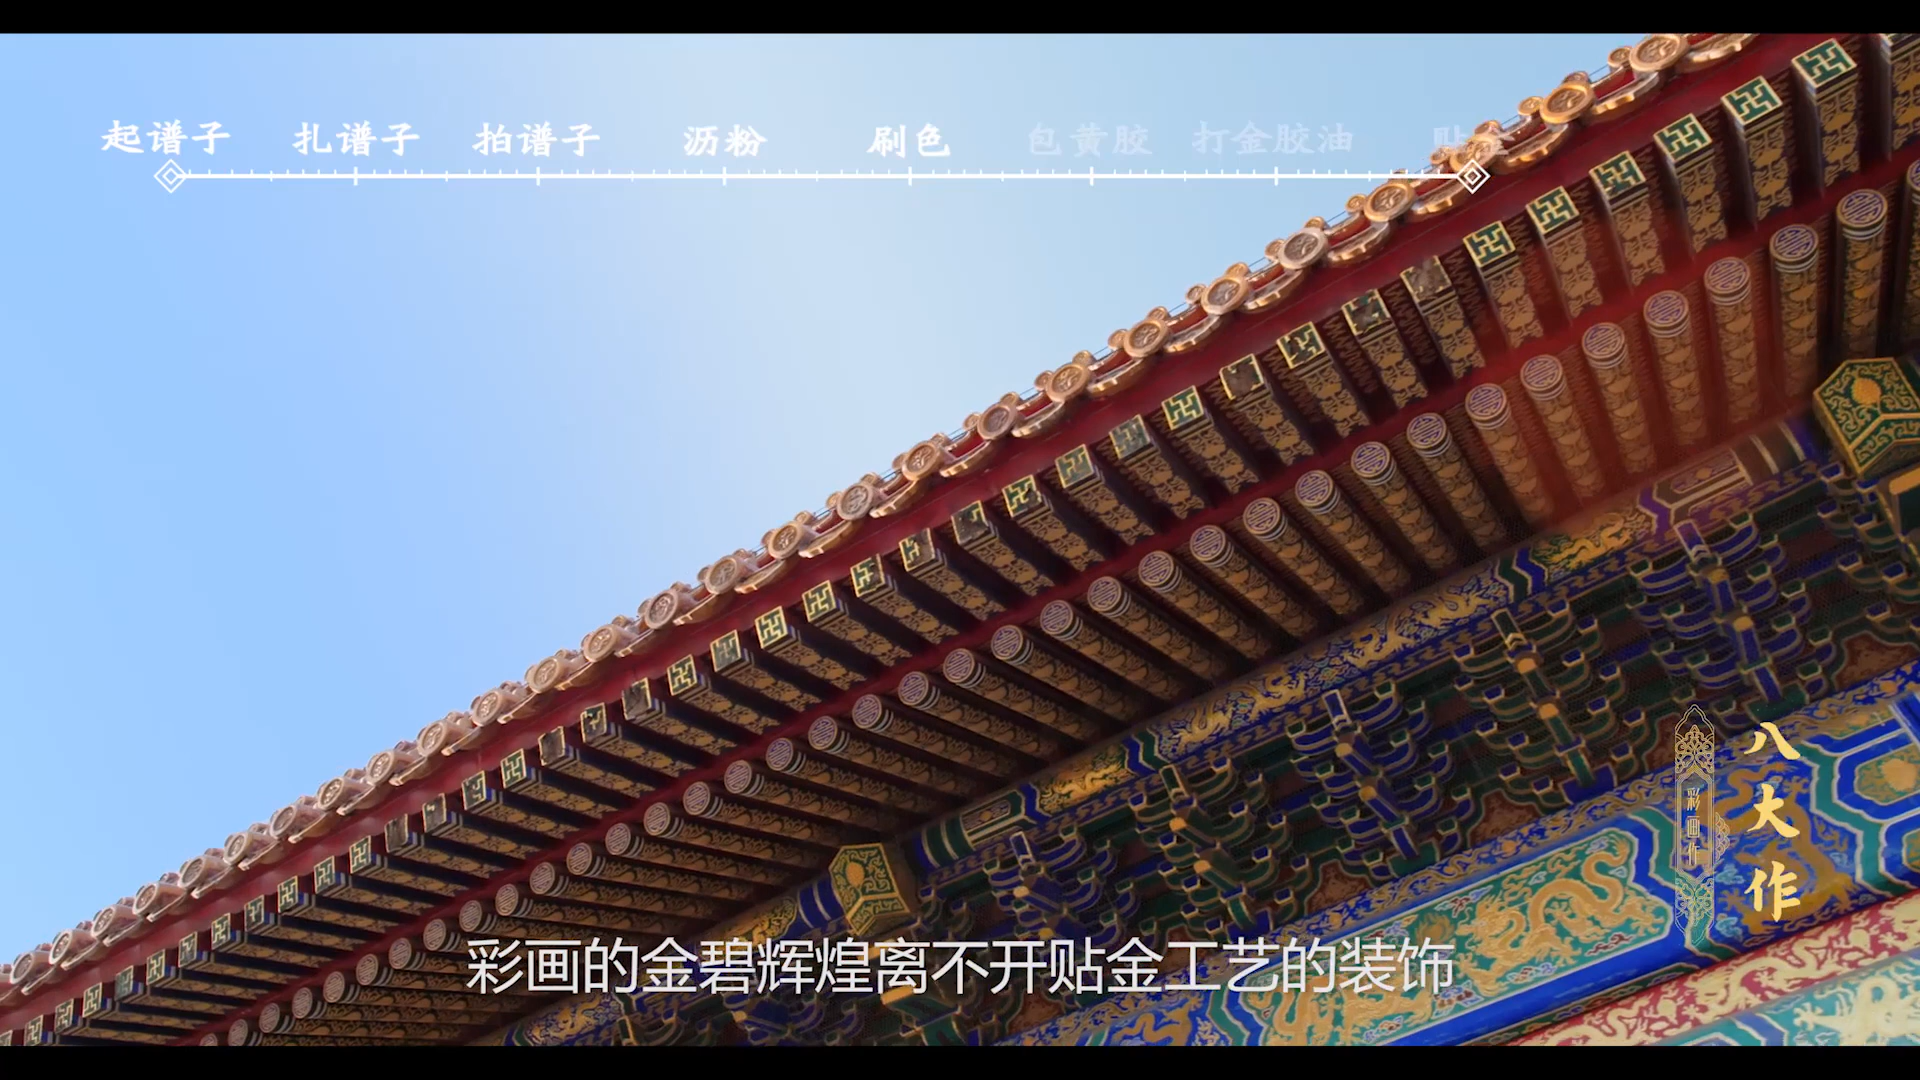 起谱子 扎谱子 拍谱子 沥粉 刷色 包黄胶 打金胶油 贴金
八大作
彩画作
彩画的金碧辉煌离不开贴金工艺的装饰